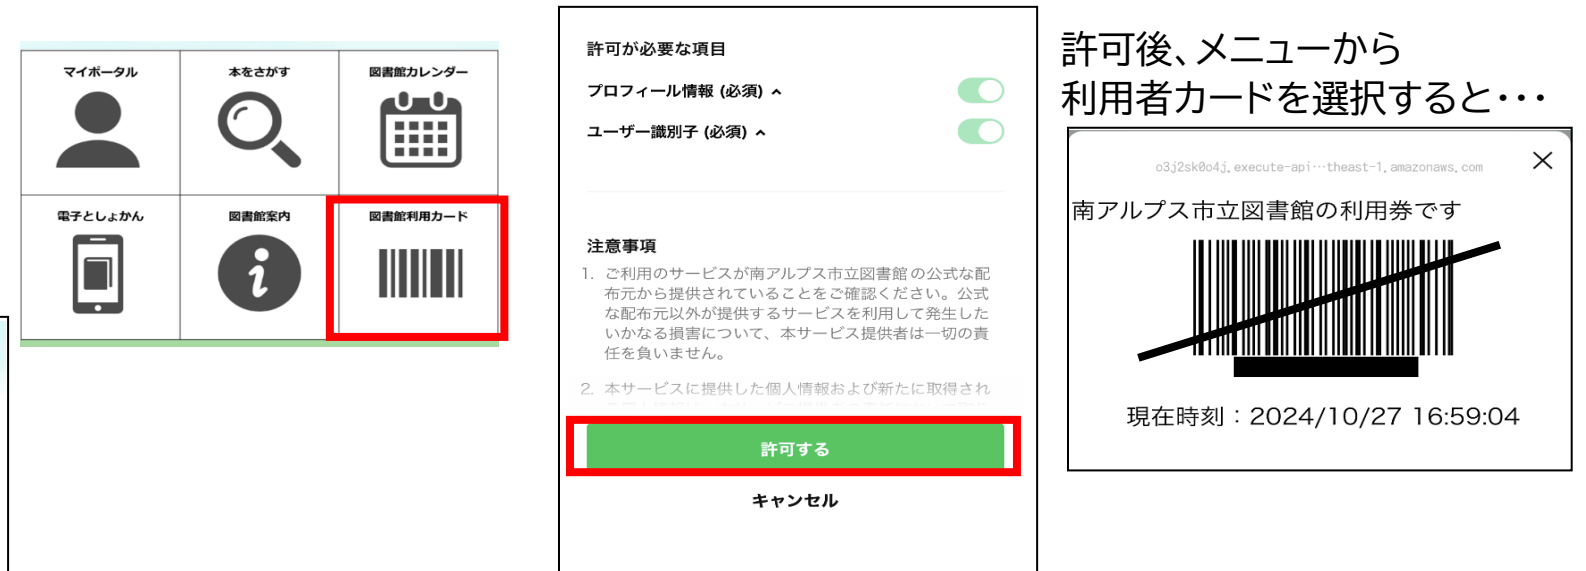 マイポータル
本をさがす
図書館カレンダー
電子としょかん
図書館案内
図書館利用カード
許可が必要な項目
プロフィール情報 (必須)
ユーザー識別子 (必須)
注意事項
1. ご利用のサービスが南アルプス市立図書館の公式な配
布元から提供されていることをご確認ください。公式
な配布元以外が提供するサービスを利用して発生した
いかなる損害について、本サービス提供者は一切の責
任を負いません。
2. 本サービスに提供した個人情報および新たに取得され
許可する
キャンセル
許可後、メニューから
利用者カードを選択すると・・・
o3j2sk0o4j.execute-api…theast-1.amazonaws.com
南アルプス市立図書館の利用券です
現在時刻：2024/10/27 16:59:04